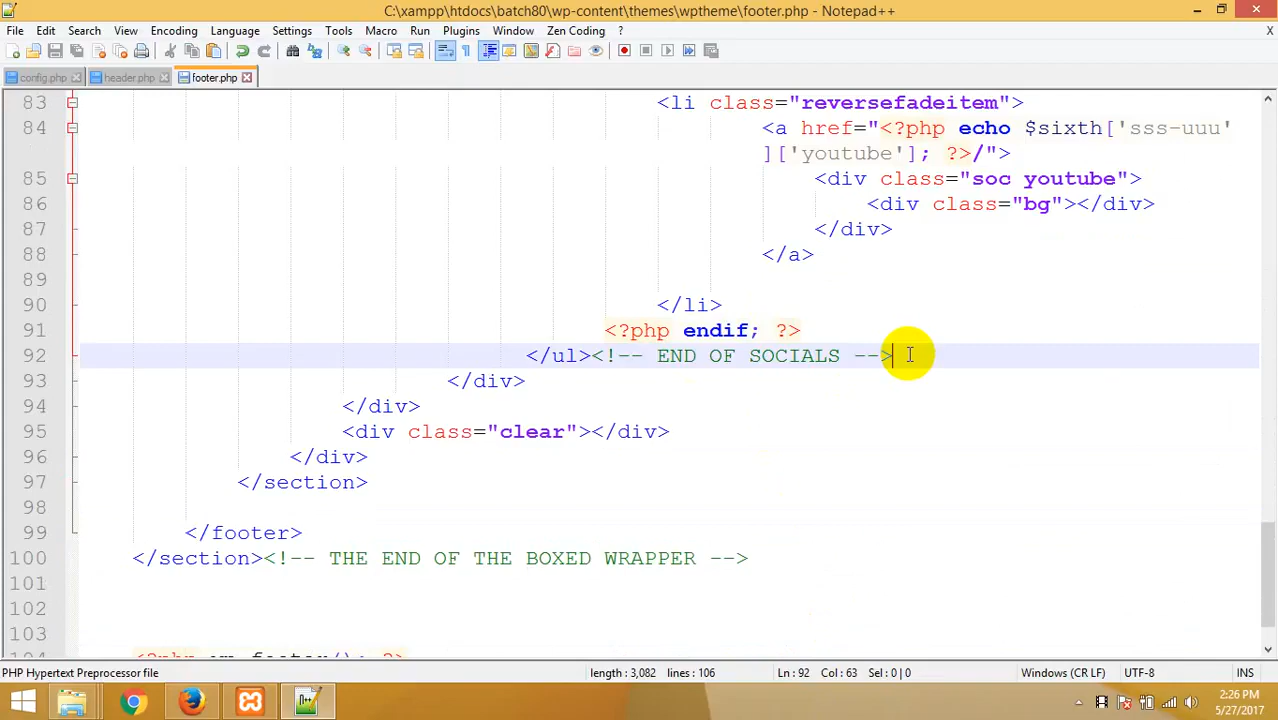 C:\xampp\htdocs\batch80\wp-content\themes\wptheme\footer.php - Notepad++
File Edit Search View Encoding Language Settings Tools Macro Run Plugins Window Zen Coding ? X
config.php header.php footer.php
83 <li class="reversefadeitem">
84 <a href="<?php echo $sixth['sss-uuu'
]['youtube']; ?>/">
85 <div class="soc youtube">
86 <div class="bg"></div>
87 </div>
88 </a>
89
90 </li>
91 <?php endif; ?>
92 </ul><!-- END OF SOCIALS -->
93 </div>
94 </div>
95 <div class="clear"></div>
96 </div>
97 </section>
98
99 </footer>
100 </section><!-- THE END OF THE BOXED WRAPPER -->
101
102
103
104 <?php wp_footer(); ?>
PHP Hypertext Preprocessor file length : 3,082 lines : 106 Ln : 92 Col : 63 Sel : 0 | 0 Windows (CR LF) UTF-8 INS
2:26 PM
5/27/2017